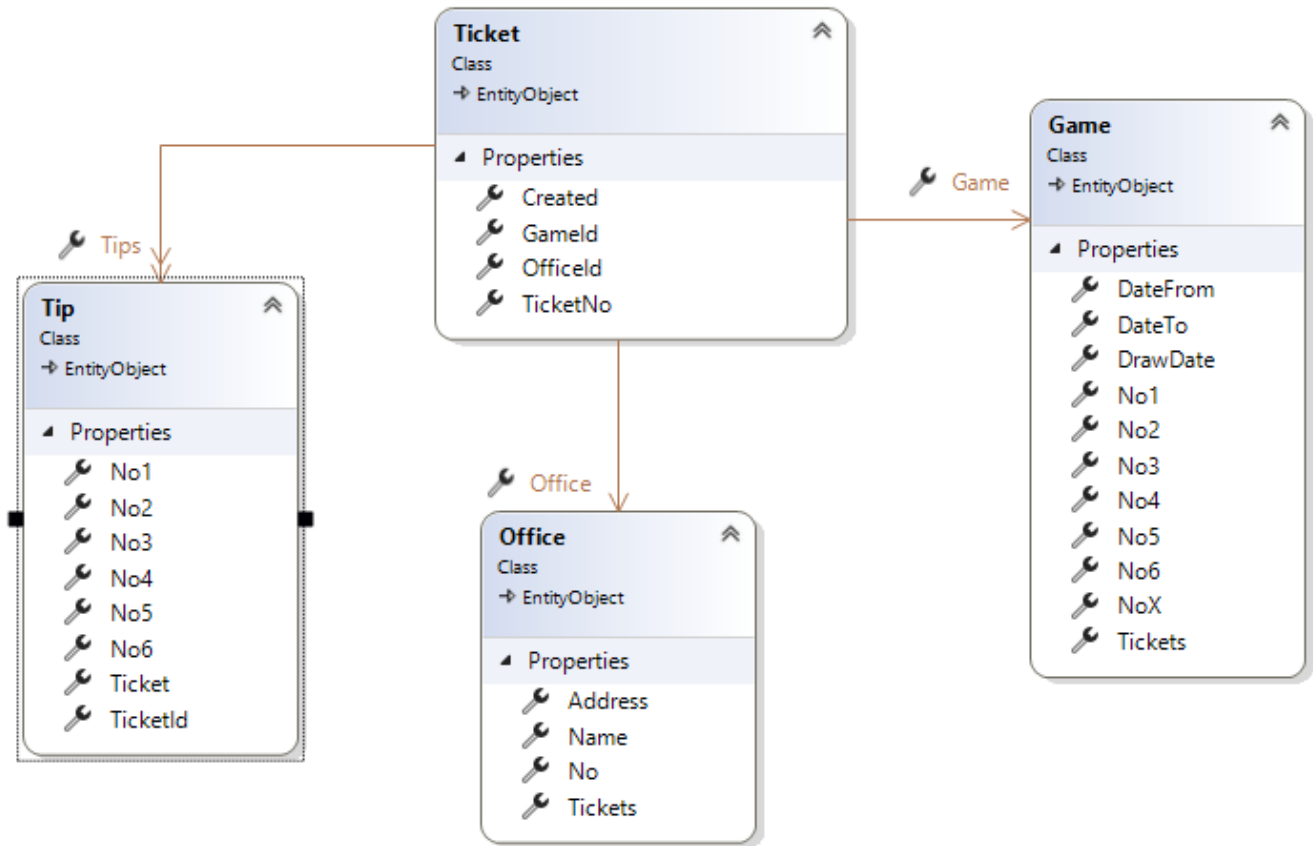 Ticket
Class
EntityObject
Properties
Created
GameId
OfficeId
TicketNo
Game
Game
Class
EntityObject
Properties
DateFrom
DateTo
DrawDate
No1
No2
No3
No4
No5
No6
NoX
Tickets
Tips
Tip
Class
EntityObject
Properties
No1
No2
No3
No4
No5
No6
Ticket
TicketId
Office
Office
Class
EntityObject
Properties
Address
Name
No
Tickets